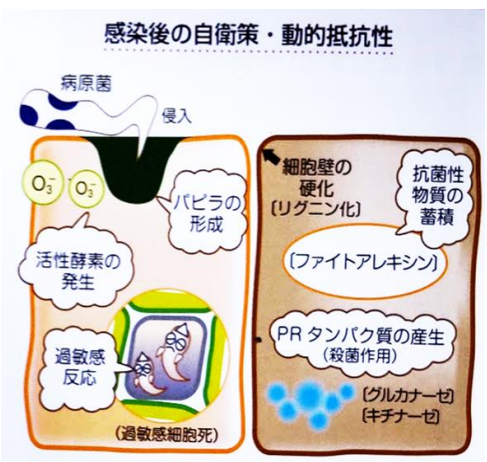 感染後の自衛策・動的抵抗性
病原菌
侵入
O₃⁻
O₃⁻
パピラの
形成
活性酵素の
発生
過敏感
反応
(過敏感細胞死)
細胞壁の
硬化
〔リグニン化〕
抗菌性
物質の
蓄積
〔ファイトアレキシン〕
PRタンパク質の産生
(殺菌作用)
〔グルカナーゼ〕
〔キチナーゼ〕